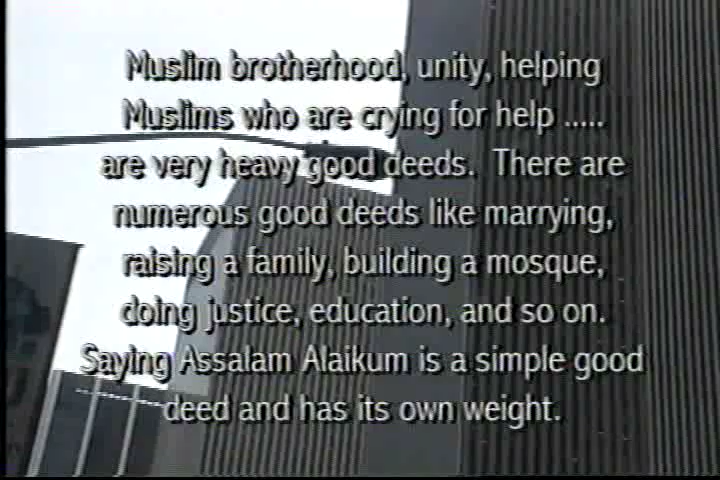 Muslim brotherhood, unity, helping
Muslims who are crying for help .....
are very heavy good deeds. There are
numerous good deeds like marrying,
raising a family, building a mosque,
doing justice, education, and so on.
Saying Assalam Alaikum is a simple good
deed and has its own weight.